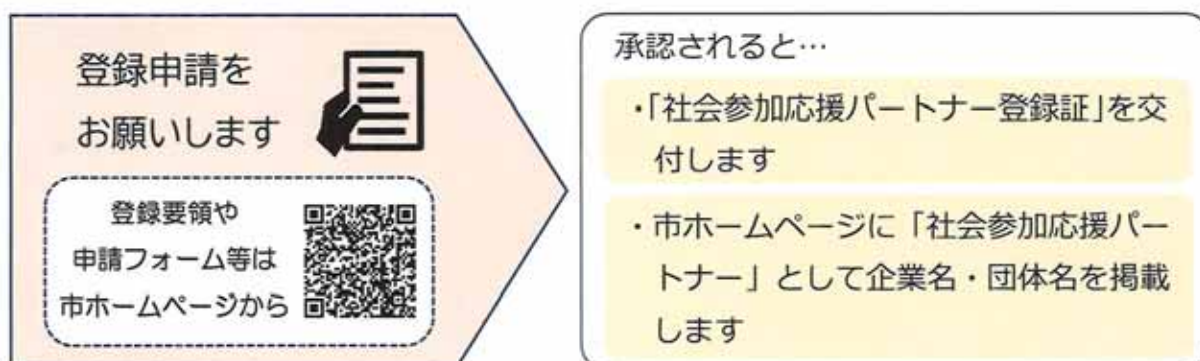 登録申請を
お願いします
登録要領や
申請フォーム等は
市ホームページから
承認されると…
・「社会参加応援パートナー登録証」を交
付します
・市ホームページに「社会参加応援パー
トナー」として企業名・団体名を掲載
します